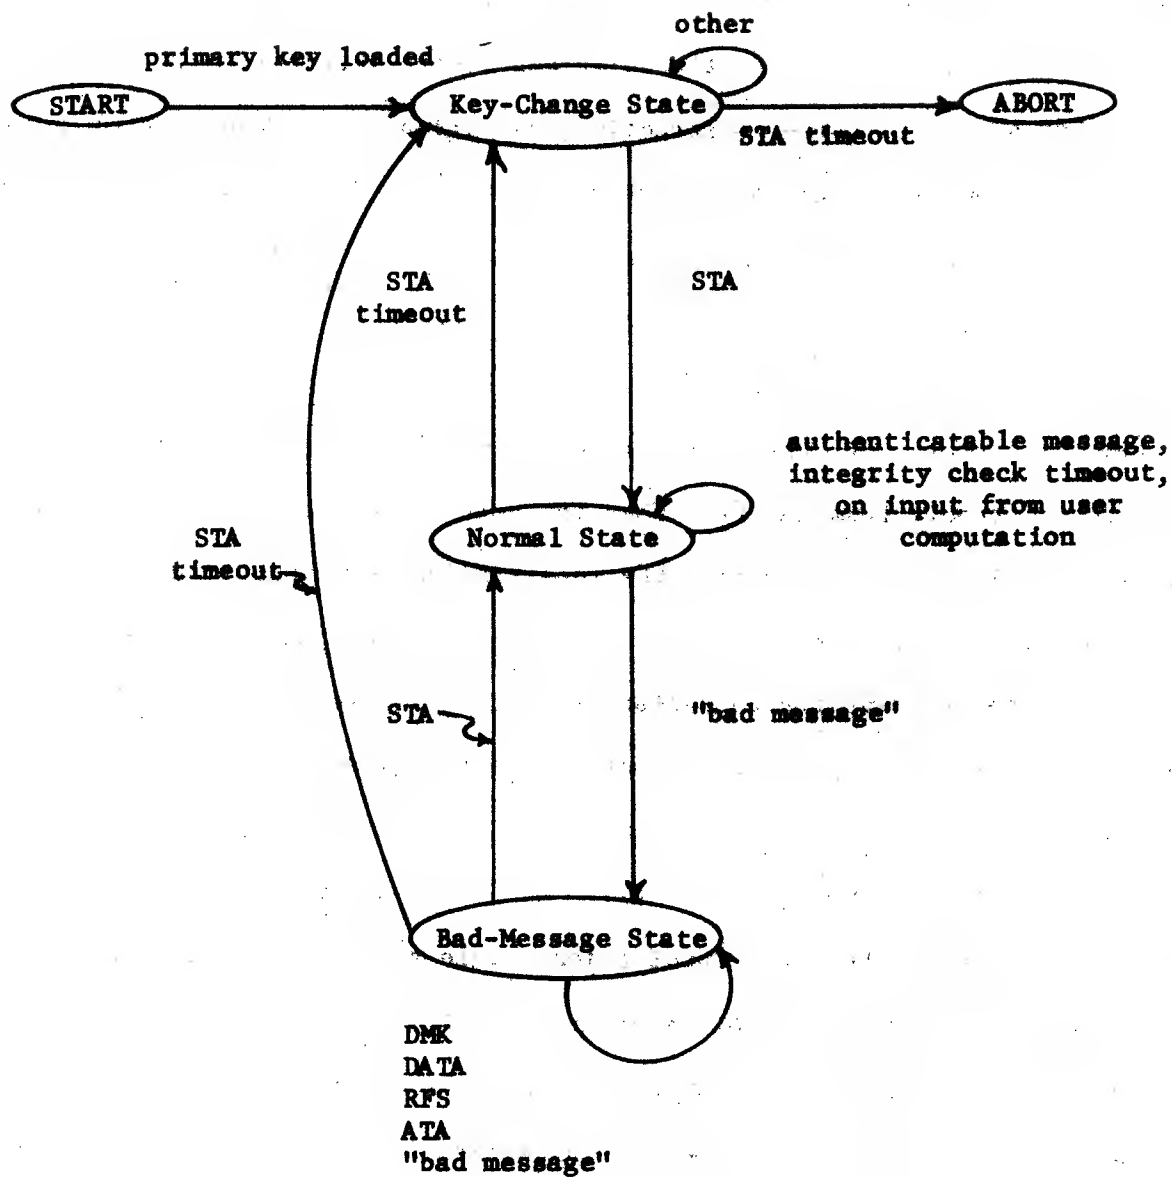 other
primary key loaded
START
Key-Change State
ABORT
STA timeout
STA
timeout
STA
authenticatable message,
integrity check timeout,
on input from user
computation
Normal State
STA
timeout
STA
"bad message"
Bad-Message State
DMK
DATA
RFS
ATA
"bad message"